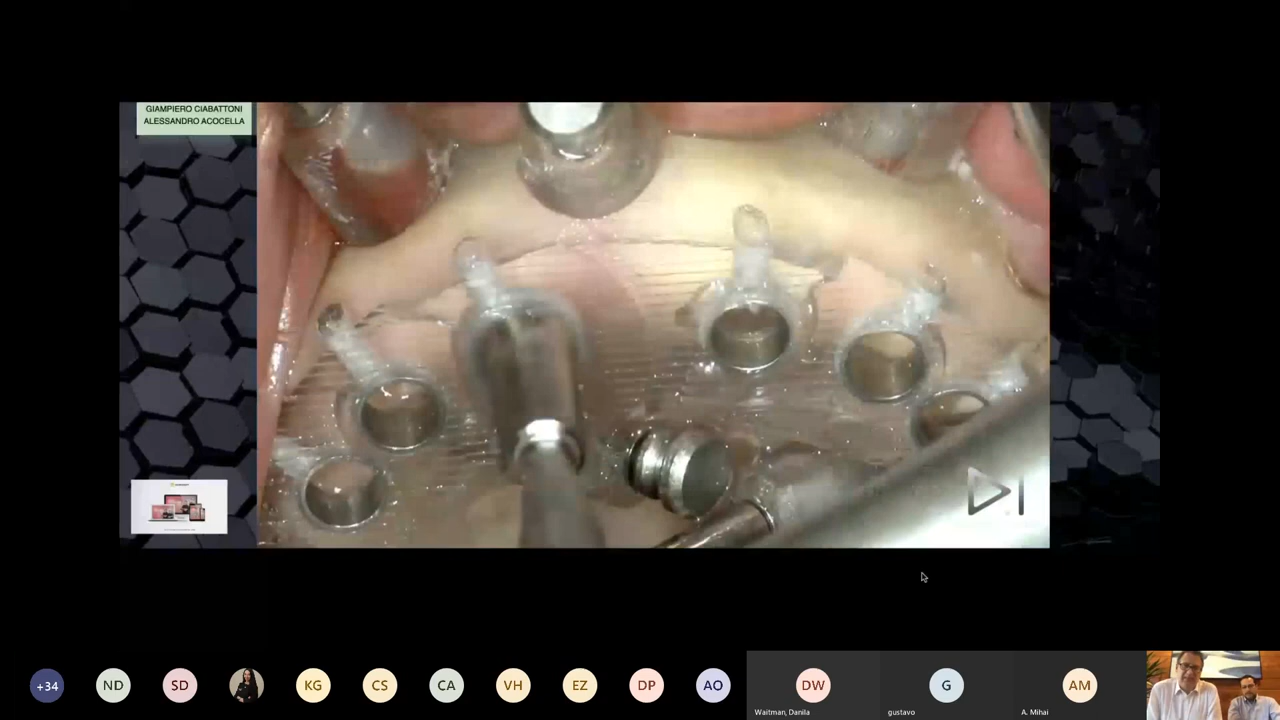 GIAMPIERO CIABATTONI
ALESSANDRO ACOCELLA
+34
ND
SD
KG
CS
CA
VH
EZ
DP
AO
DW
G
AM
Waitman, Danila
gustavo
A. Mihai